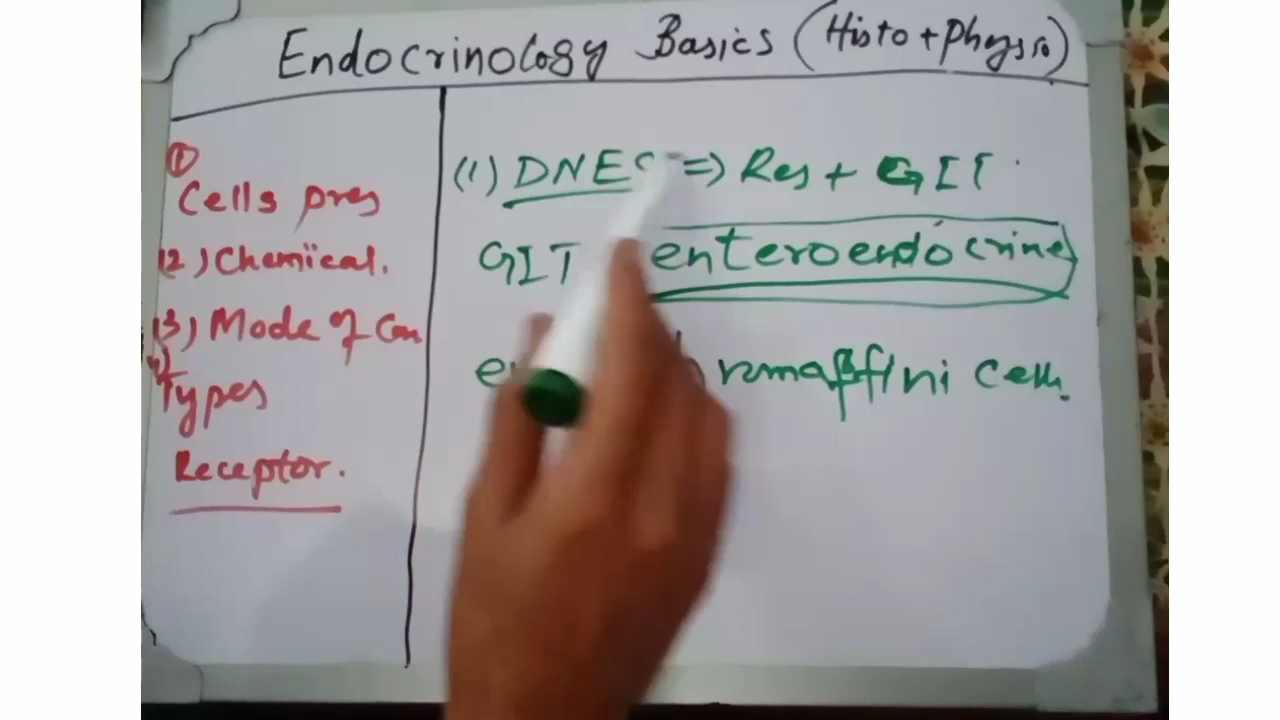 Endocrinology Basics (Histo + Physio)
①
Cells pres
(2) Chemical.
(3) Mode of Com
4)
Types
Receptor.
(1) DNES ⇒ Res + GIT
GIT enteroendocrine
cells.